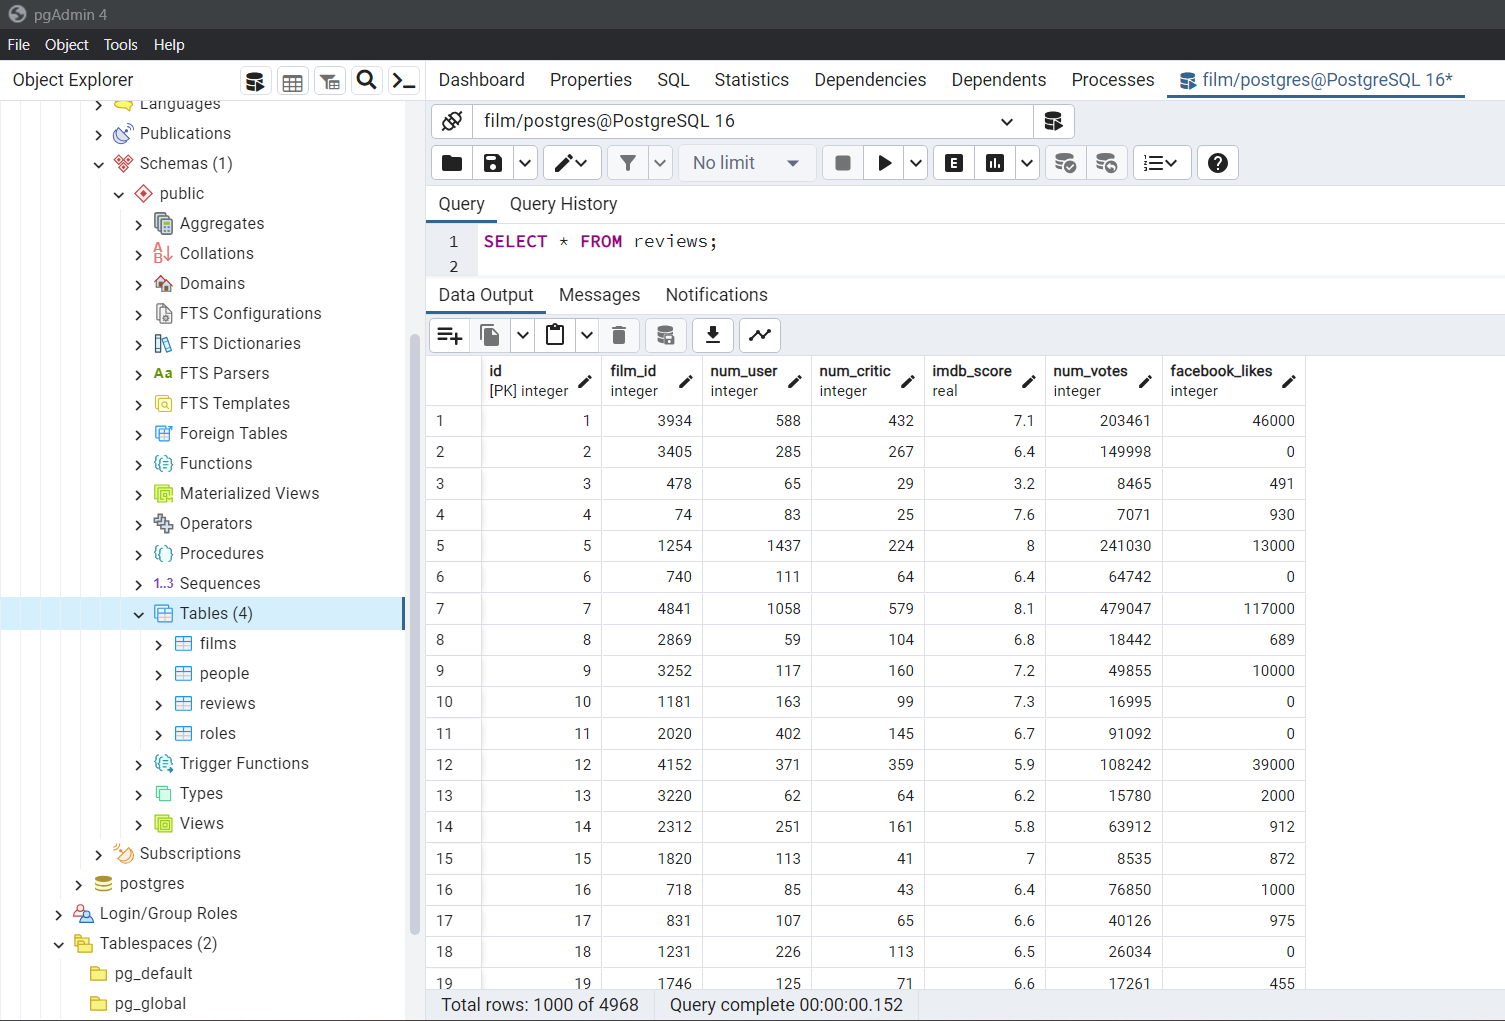 pgAdmin 4
File Object Tools Help
Object Explorer
Dashboard Properties SQL Statistics Dependencies Dependents Processes film/postgres@PostgreSQL 16*
Languages
Publications
Schemas (1)
public
Aggregates
Collations
Domains
FTS Configurations
FTS Dictionaries
Aa FTS Parsers
FTS Templates
Foreign Tables
Functions
Materialized Views
Operators
Procedures
1..3 Sequences
Tables (4)
films
people
reviews
roles
Trigger Functions
Types
Views
Subscriptions
postgres
Login/Group Roles
Tablespaces (2)
pg_default
pg_global
film/postgres@PostgreSQL 16
No limit E
Query Query History
1 SELECT * FROM reviews;
2
Data Output Messages Notifications
id film_id num_user num_critic imdb_score num_votes facebook_likes
[PK] integer integer integer integer real integer integer
1 1 3934 588 432 7.1 203461 46000
2 2 3405 285 267 6.4 149998 0
3 3 478 65 29 3.2 8465 491
4 4 74 83 25 7.6 7071 930
5 5 1254 1437 224 8 241030 13000
6 6 740 111 64 6.4 64742 0
7 7 4841 1058 579 8.1 479047 117000
8 8 2869 59 104 6.8 18442 689
9 9 3252 117 160 7.2 49855 10000
10 10 1181 163 99 7.3 16995 0
11 11 2020 402 145 6.7 91092 0
12 12 4152 371 359 5.9 108242 39000
13 13 3220 62 64 6.2 15780 2000
14 14 2312 251 161 5.8 63912 912
15 15 1820 113 41 7 8535 872
16 16 718 85 43 6.4 76850 1000
17 17 831 107 65 6.6 40126 975
18 18 1231 226 113 6.5 26034 0
19 19 1746 125 71 6.6 17261 455
Total rows: 1000 of 4968 Query complete 00:00:00.152